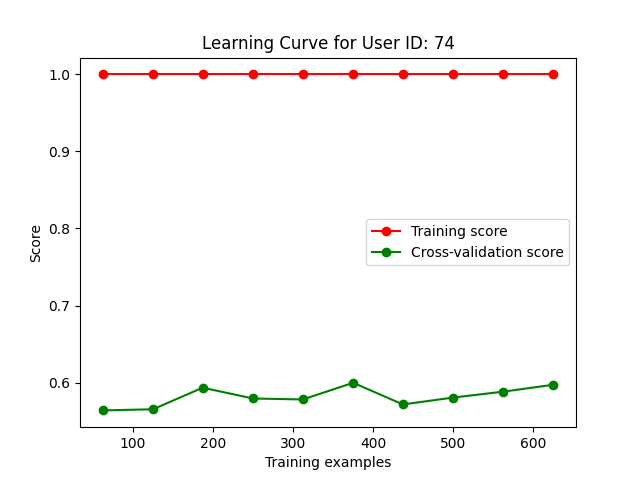 Learning Curve for User ID: 74
1.0
0.9
0.8
0.7
0.6
Score
Training score
Cross-validation score
100 200 300 400 500 600
Training examples